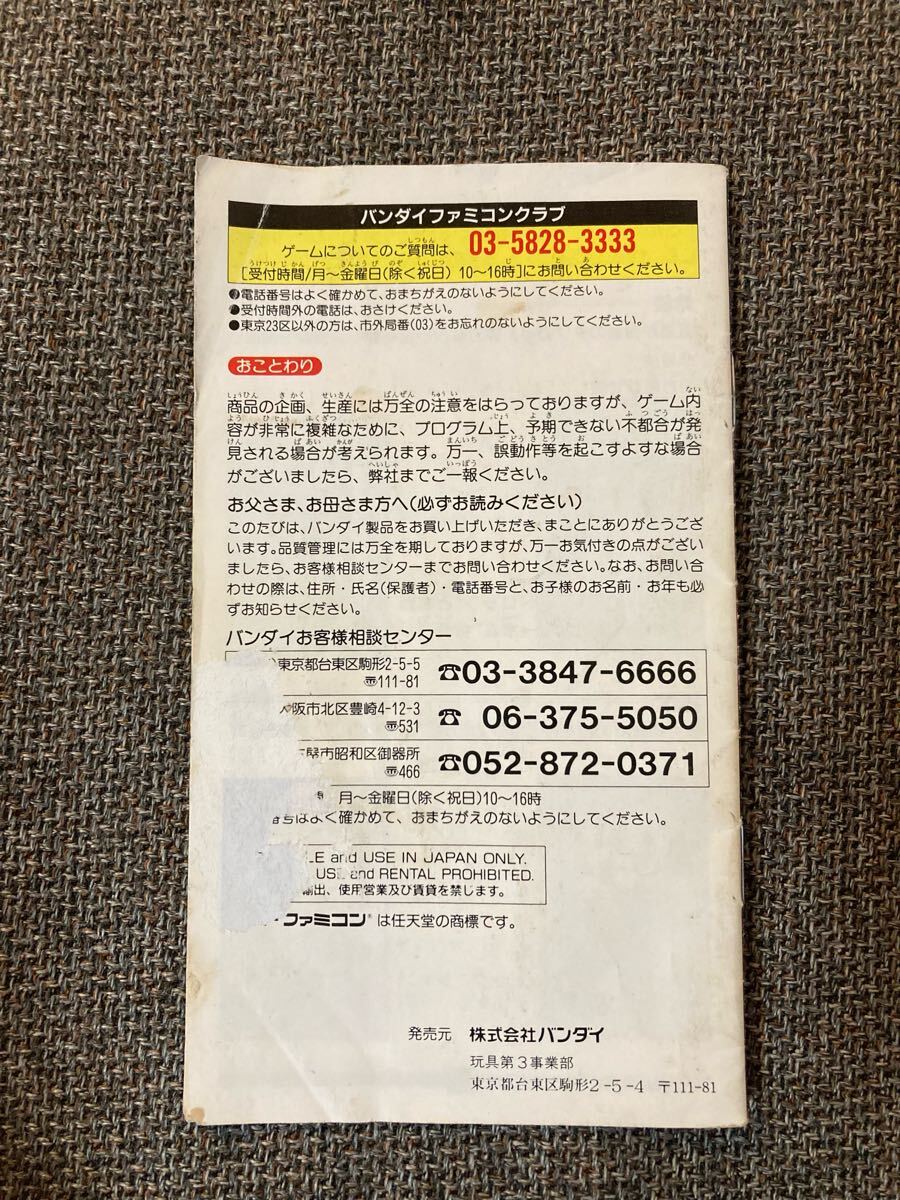 バンダイファミコンクラブ
ゲームについてのご質問は、 03-5828-3333
[受付時間/月〜金曜日(除く祝日) 10〜16時]にお問い合わせください。
●電話番号はよく確かめて、おまちがえのないようにしてください。
●受付時間外の電話は、おさけください。
●東京23区以外の方は、市外局番(03)をお忘れのないようにしてください。
おことわり
商品の企画、生産には万全の注意をはらっておりますが、ゲーム内
容が非常に複雑なために、プログラム上、予期できない不都合が発
見される場合が考えられます。万一、誤動作等を起こすよすな場合
がございましたら、弊社までご一報ください。
お父さま、お母さま方へ(必ずお読みください)
このたびは、バンダイ製品をお買い上げいただき、まことにありがとうござ
います。品質管理には万全を期しておりますが、万一お気付きの点がござい
ましたら、お客様相談センターまでお問い合わせください。なお、お問い合
わせの際は、住所・氏名(保護者)・電話番号と、お子様のお名前・お年も必
ずお知らせください。
バンダイお客様相談センター
東京都台東区駒形2-5-5
〒111-81
☎03-3847-6666
阪市北区豊崎4-12-3
〒531
☎ 06-375-5050
市昭和区御器所
〒466
☎052-872-0371
月〜金曜日(除く祝日)10〜16時
号はよく確かめて、おまちがえのないようにしてください。
LE and USE IN JAPAN ONLY.
USE and RENTAL PROHIBITED.
輸出、使用営業及び賃貸を禁じます。
ファミコン®は任天堂の商標です。
発売元 株式会社バンダイ
玩具第3事業部
東京都台東区駒形2-5-4 〒111-81